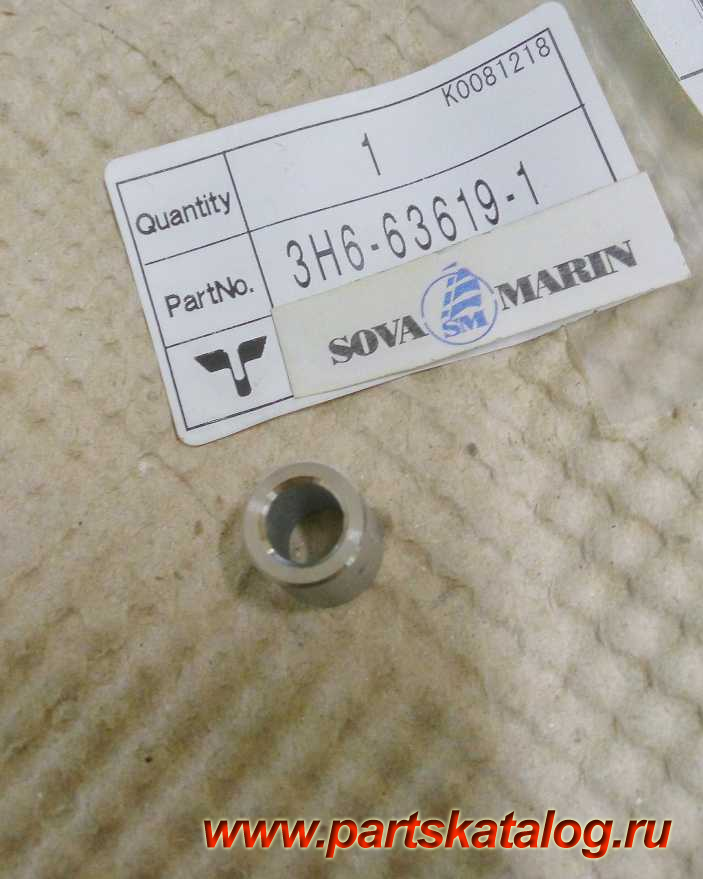 K0081218
Quantity 1
PartNo. 3H6-63619-1
SOVA SM MARIN
www.partskatalog.ru